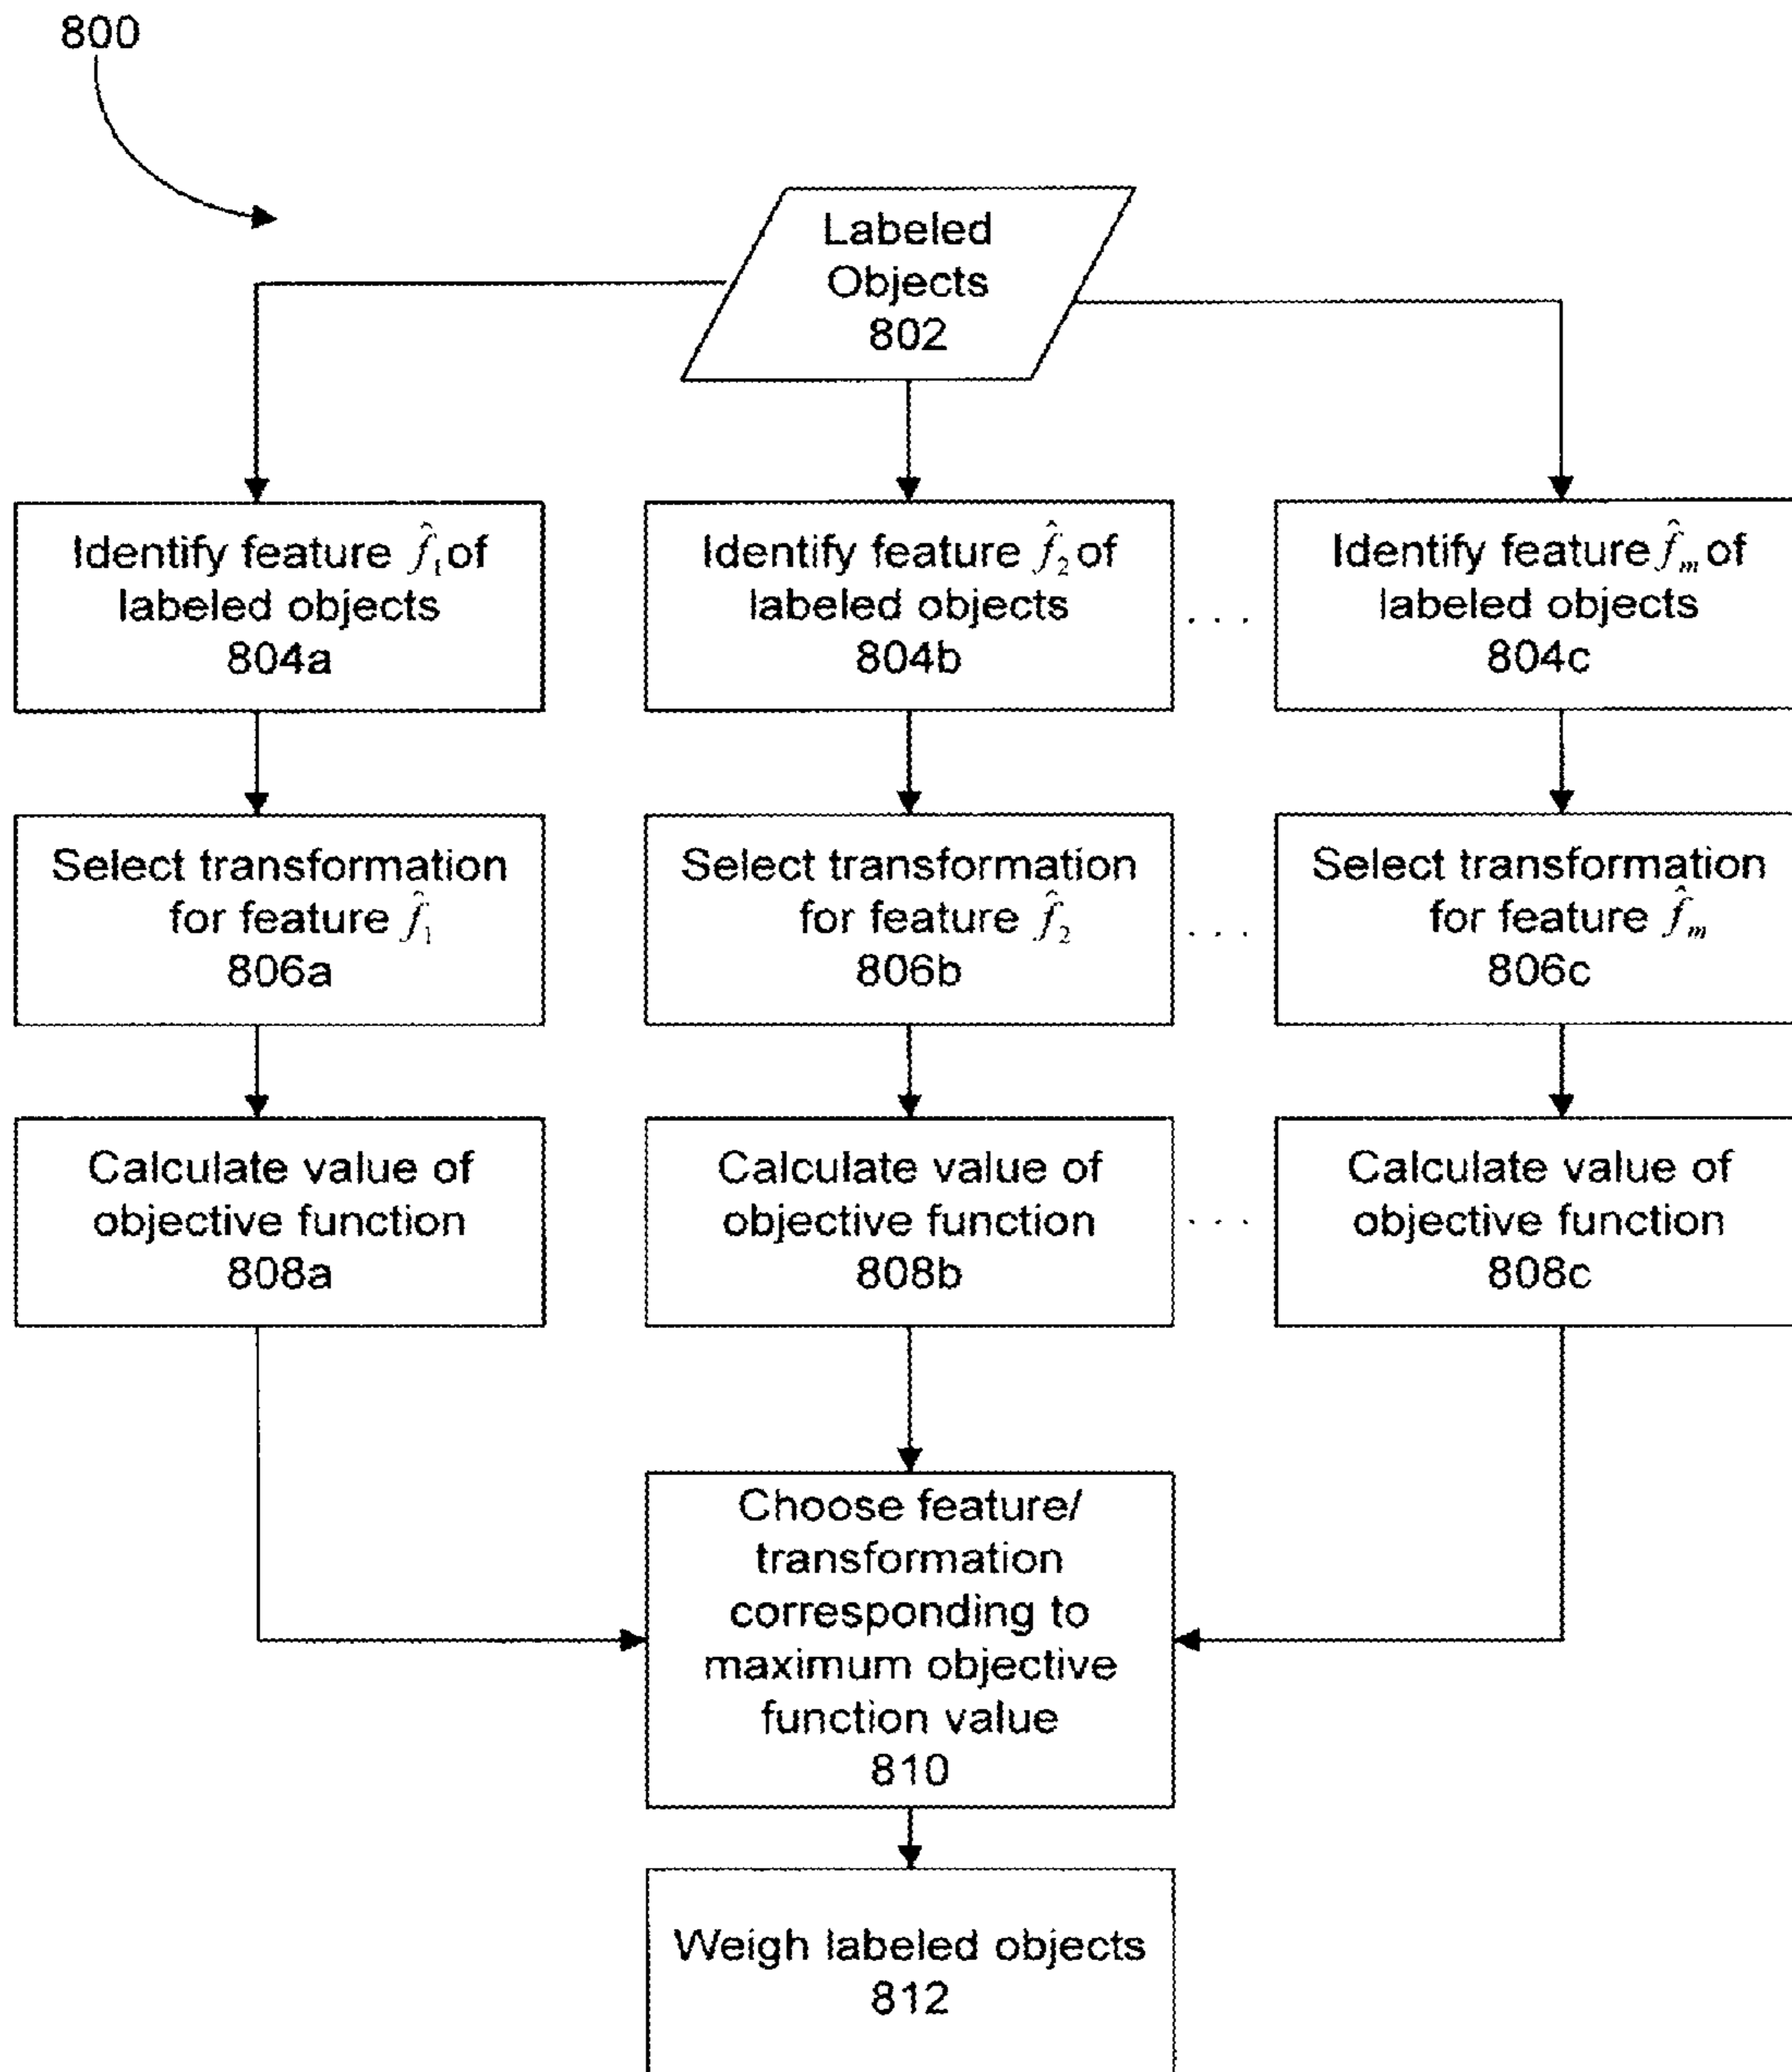 800
Labeled
Objects
802
Identify feature f̂₁ of
labeled objects
804a
Identify feature f̂₂ of
labeled objects
804b
. . .
Identify feature f̂ₘ of
labeled objects
804c
Select transformation
for feature f̂₁
806a
Select transformation
for feature f̂₂
806b
. . .
Select transformation
for feature f̂ₘ
806c
Calculate value of
objective function
808a
Calculate value of
objective function
808b
. . .
Calculate value of
objective function
808c
Choose feature/
transformation
corresponding to
maximum objective
function value
810
Weigh labeled objects
812